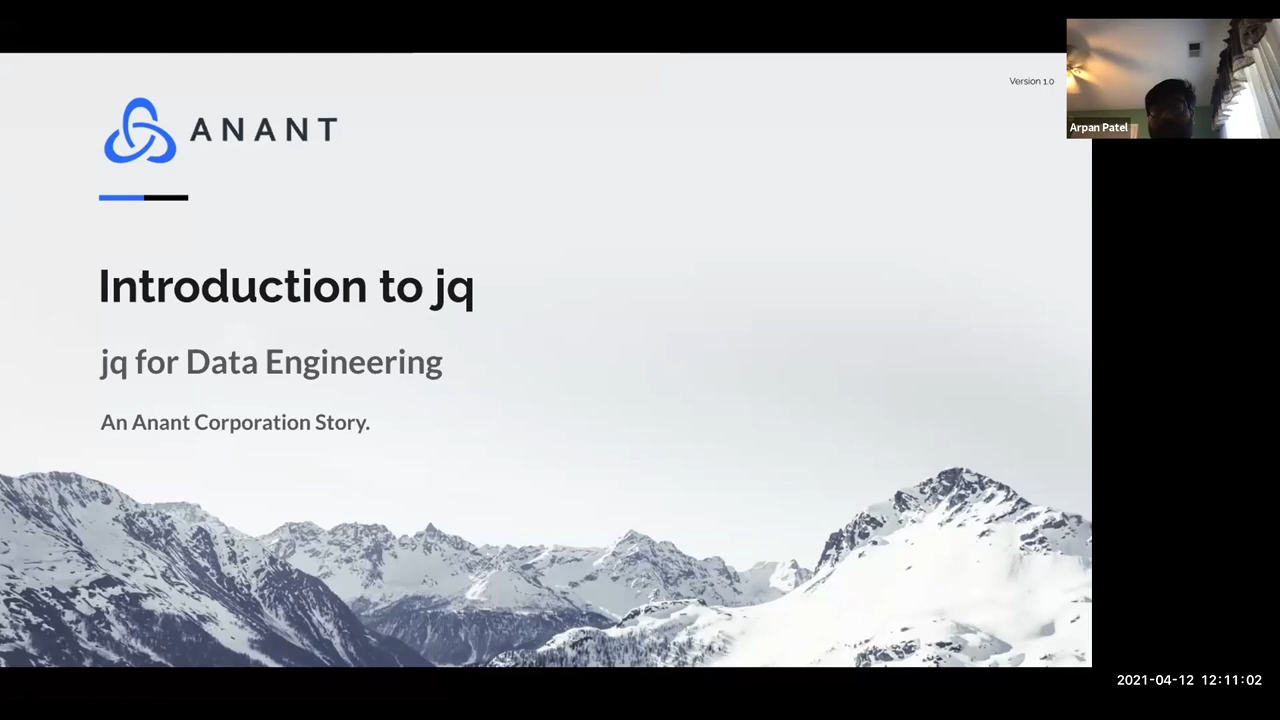 Version 1.0
ANANT
Arpan Patel
Introduction to jq
jq for Data Engineering
An Anant Corporation Story.
2021-04-12 12:11:02